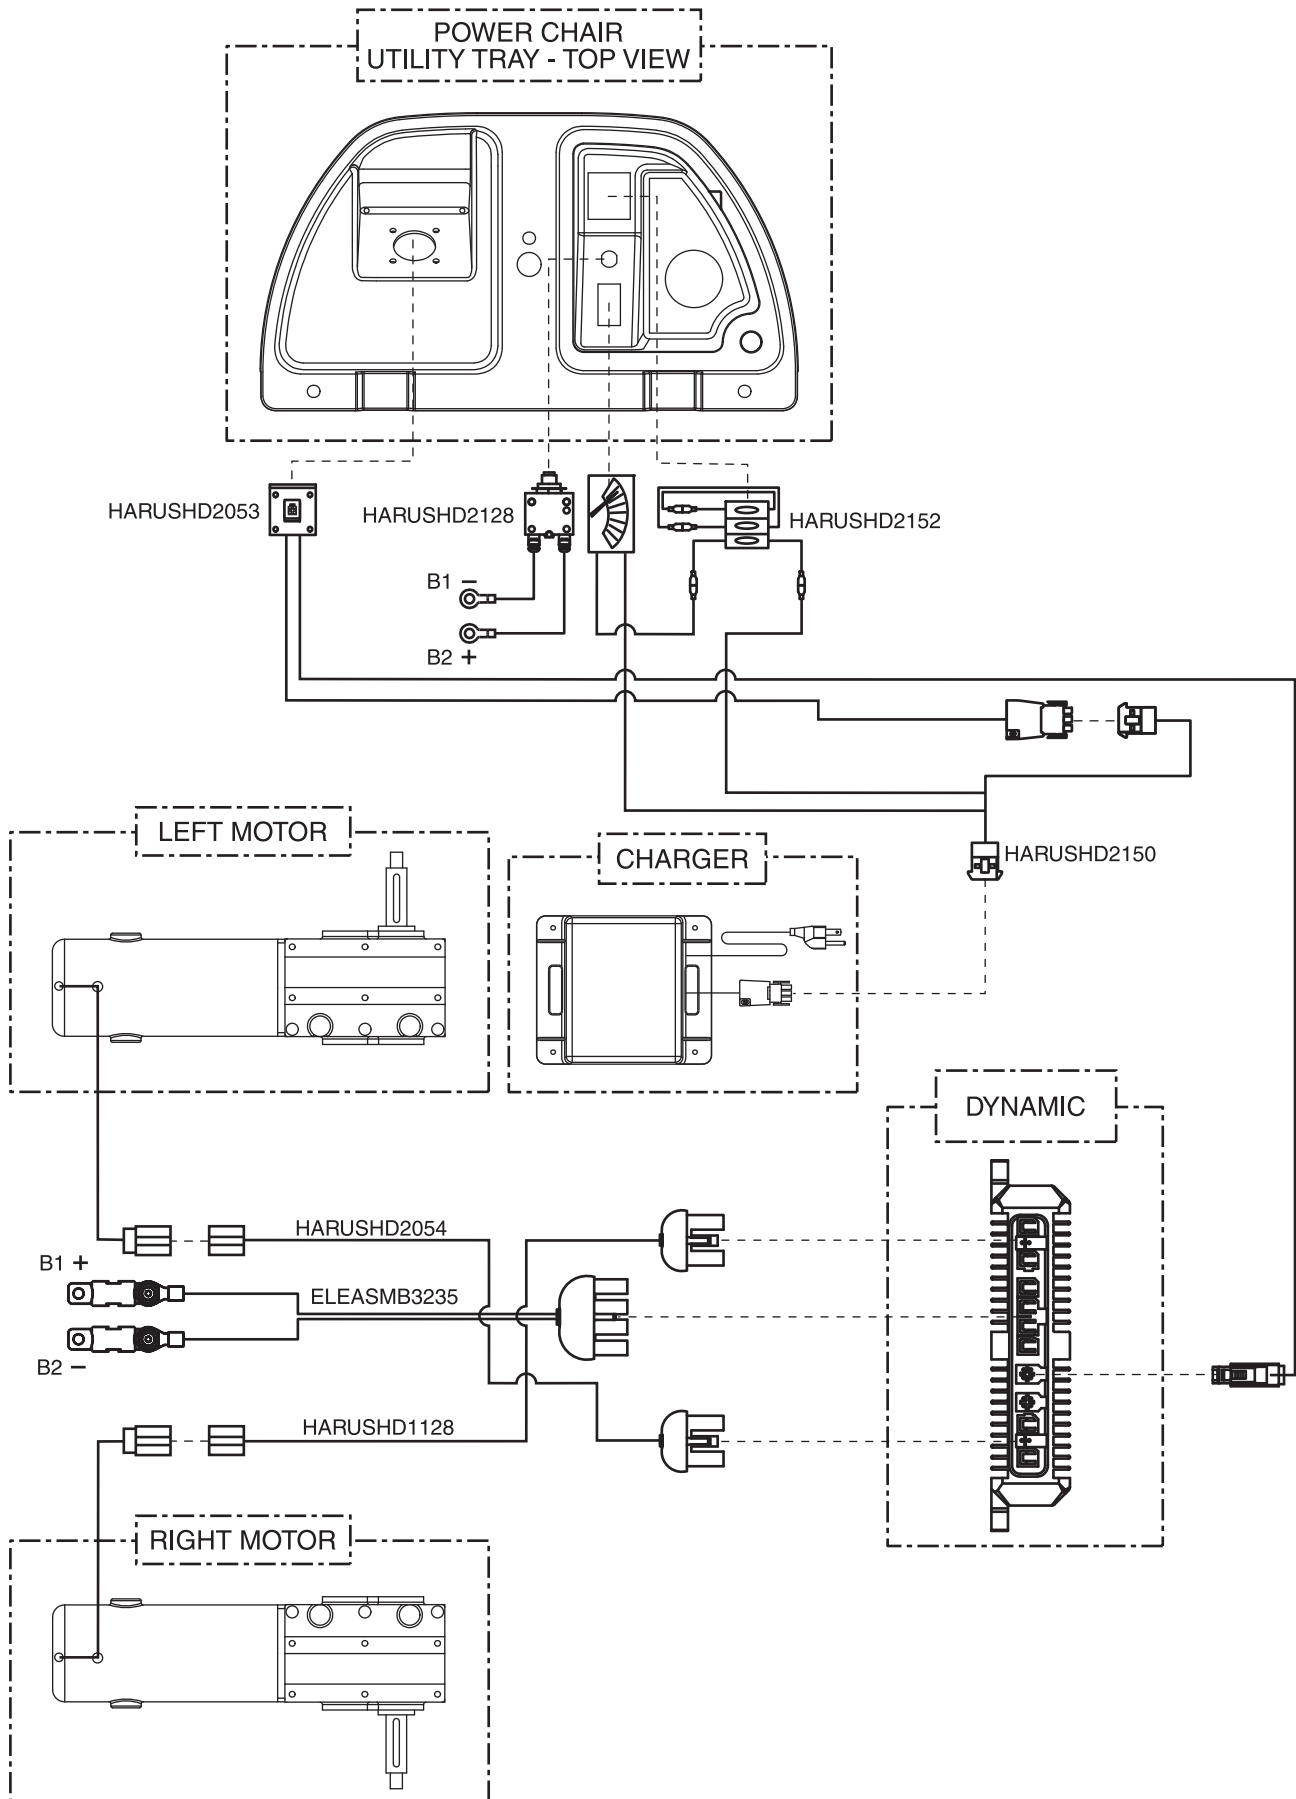 POWER CHAIR
UTILITY TRAY - TOP VIEW
HARUSHD2053
HARUSHD2128
HARUSHD2152
B1 −
B2 +
LEFT MOTOR
CHARGER
HARUSHD2150
DYNAMIC
HARUSHD2054
B1 +
ELEASMB3235
B2 −
HARUSHD1128
RIGHT MOTOR